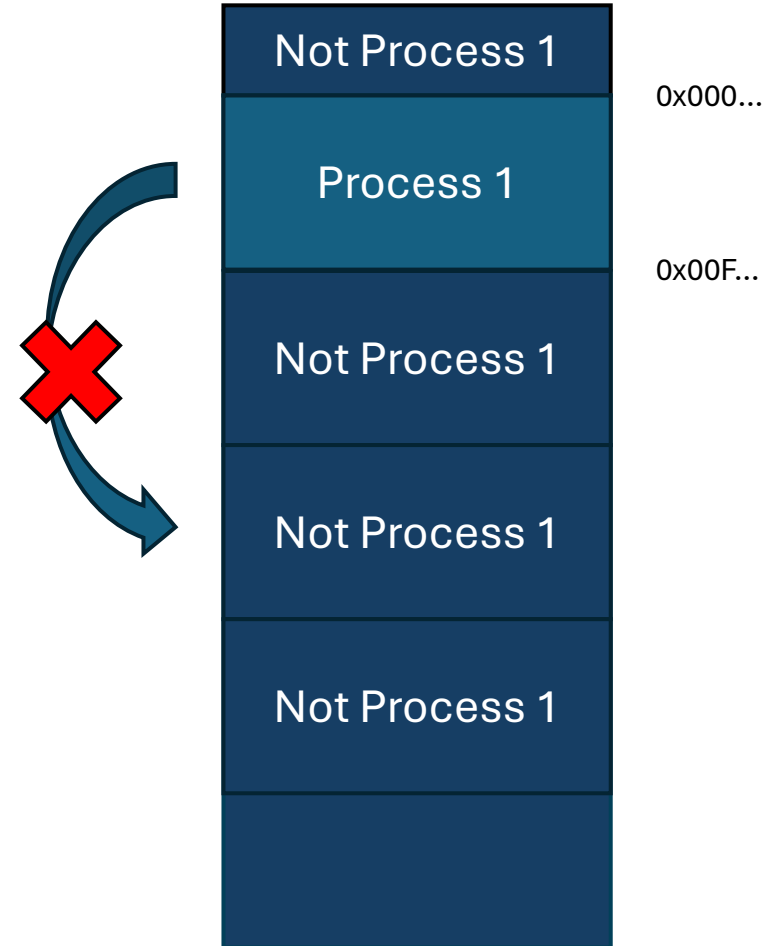 Not Process 1
0x000...
Process 1
0x00F...
Not Process 1
Not Process 1
Not Process 1